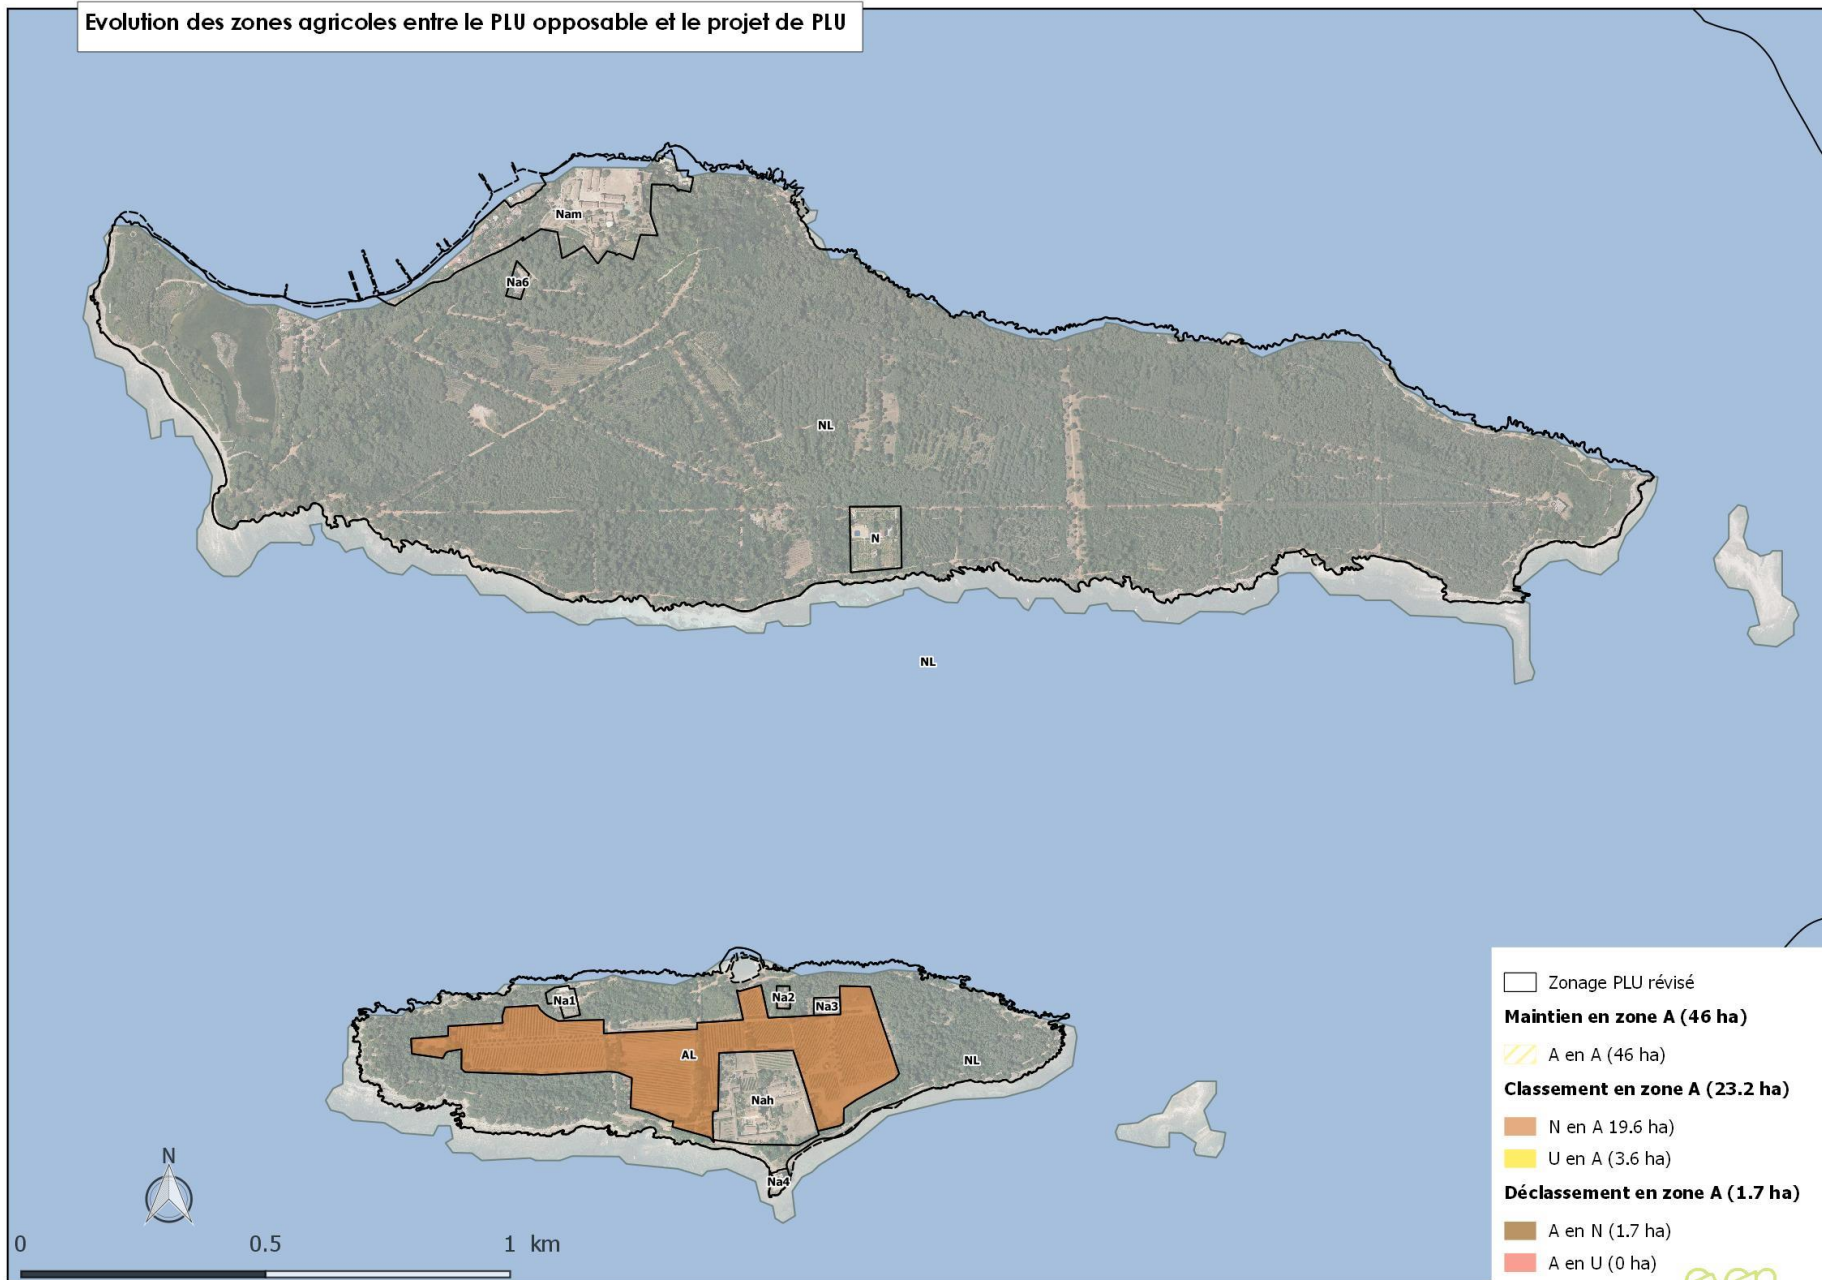 Evolution des zones agricoles entre le PLU opposable et le projet de PLU
Nam
Na6
NL
N
NL
Na1
Na2
Na3
AL
NL
Nah
Na4
N
0 0.5 1 km
Zonage PLU révisé
Maintien en zone A (46 ha)
A en A (46 ha)
Classement en zone A (23.2 ha)
N en A 19.6 ha)
U en A (3.6 ha)
Déclassement en zone A (1.7 ha)
A en N (1.7 ha)
A en U (0 ha)